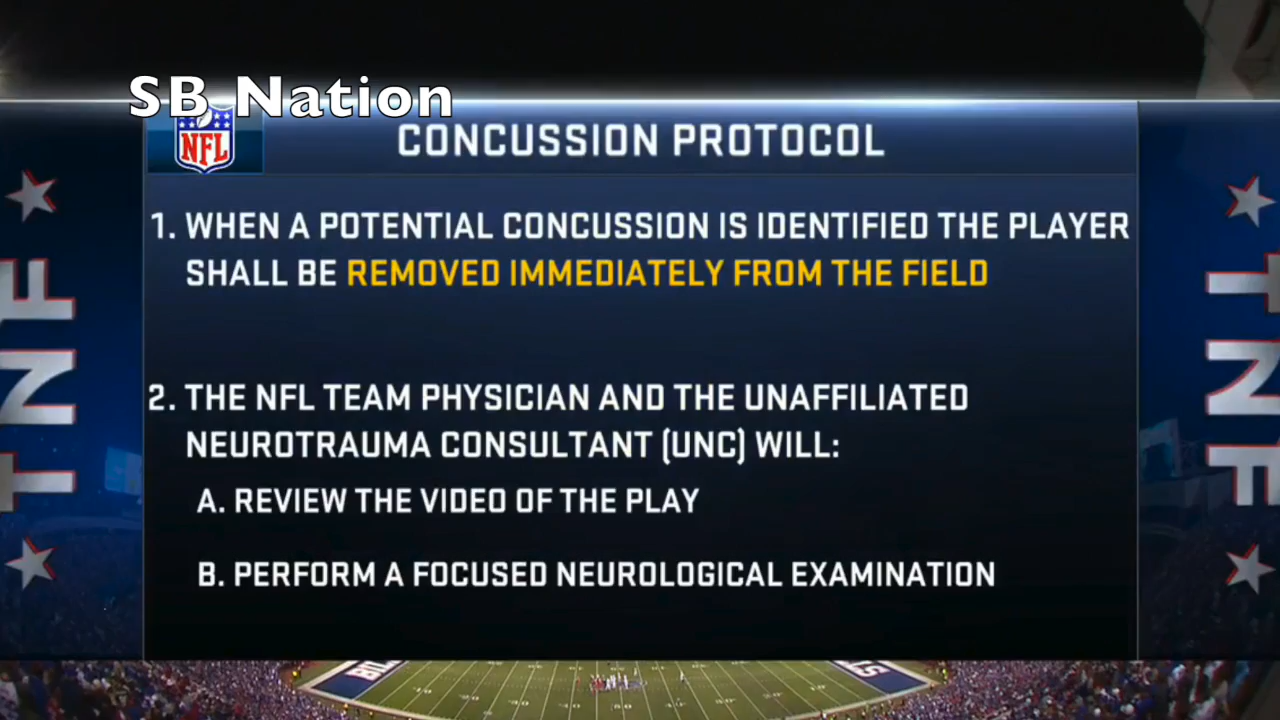 SB Nation
NFL
CONCUSSION PROTOCOL
1. WHEN A POTENTIAL CONCUSSION IS IDENTIFIED THE PLAYER
SHALL BE REMOVED IMMEDIATELY FROM THE FIELD
2. THE NFL TEAM PHYSICIAN AND THE UNAFFILIATED
NEUROTRAUMA CONSULTANT (UNC) WILL:
A. REVIEW THE VIDEO OF THE PLAY
B. PERFORM A FOCUSED NEUROLOGICAL EXAMINATION
TNF
TNF